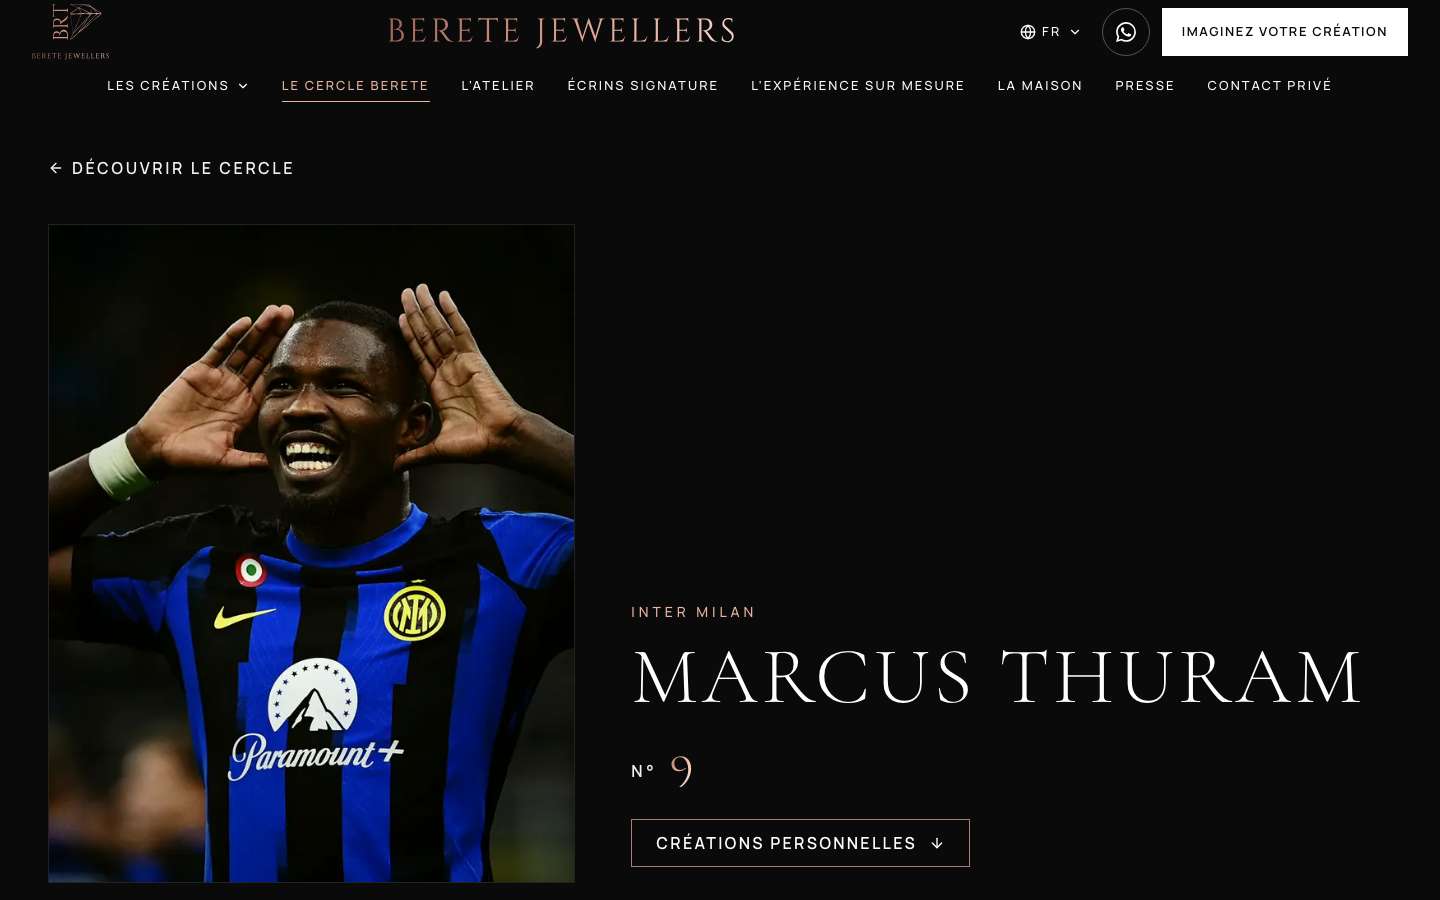 BRT
BERETE JEWELLERS
BERETE JEWELLERS
FR
IMAGINEZ VOTRE CRÉATION
LES CRÉATIONS
LE CERCLE BERETE
L'ATELIER
ÉCRINS SIGNATURE
L'EXPÉRIENCE SUR MESURE
LA MAISON
PRESSE
CONTACT PRIVÉ
← DÉCOUVRIR LE CERCLE
Paramount+
INTER MILAN
MARCUS THURAM
N° 9
CRÉATIONS PERSONNELLES ↓